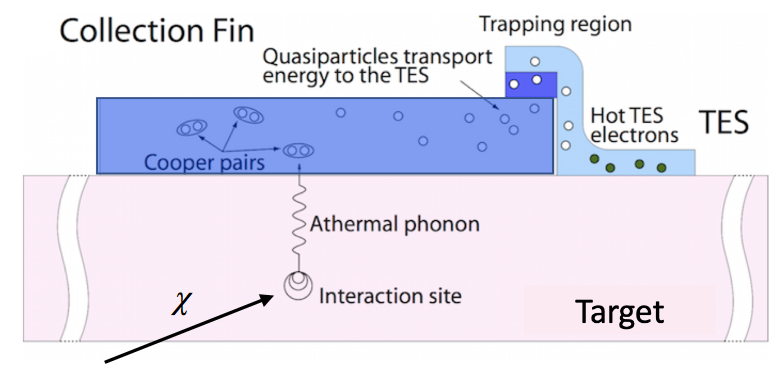 Collection Fin
Trapping region
Quasiparticles transport
energy to the TES
Hot TES
electrons
TES
Cooper pairs
Athermal phonon
Interaction site
χ
Target